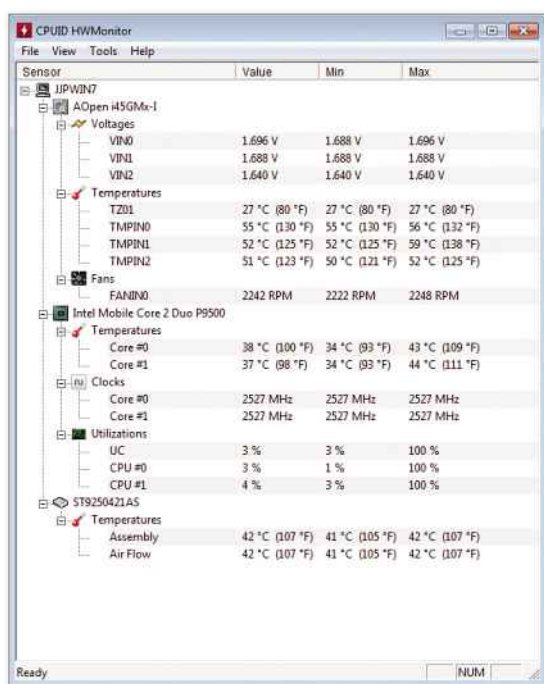 CPUID HWMonitor
File View Tools Help
Sensor Value Min Max
JJPWIN7
AOpen i45GMx-I
Voltages
VIN0 1.696 V 1.688 V 1.696 V
VIN1 1.688 V 1.688 V 1.688 V
VIN2 1.640 V 1.640 V 1.640 V
Temperatures
TZ01 27 °C (80 °F) 27 °C (80 °F) 27 °C (80 °F)
TMPIN0 55 °C (130 °F) 55 °C (130 °F) 56 °C (132 °F)
TMPIN1 52 °C (125 °F) 52 °C (125 °F) 59 °C (138 °F)
TMPIN2 51 °C (123 °F) 50 °C (121 °F) 52 °C (125 °F)
Fans
FANIN0 2242 RPM 2222 RPM 2248 RPM
Intel Mobile Core 2 Duo P9500
Temperatures
Core #0 38 °C (100 °F) 34 °C (93 °F) 43 °C (109 °F)
Core #1 37 °C (98 °F) 34 °C (93 °F) 44 °C (111 °F)
Clocks
Core #0 2527 MHz 2527 MHz 2527 MHz
Core #1 2527 MHz 2527 MHz 2527 MHz
Utilizations
UC 3 % 3 % 100 %
CPU #0 3 % 1 % 100 %
CPU #1 4 % 3 % 100 %
ST9250421AS
Temperatures
Assembly 42 °C (107 °F) 41 °C (105 °F) 42 °C (107 °F)
Air Flow 42 °C (107 °F) 41 °C (105 °F) 42 °C (107 °F)
Ready NUM